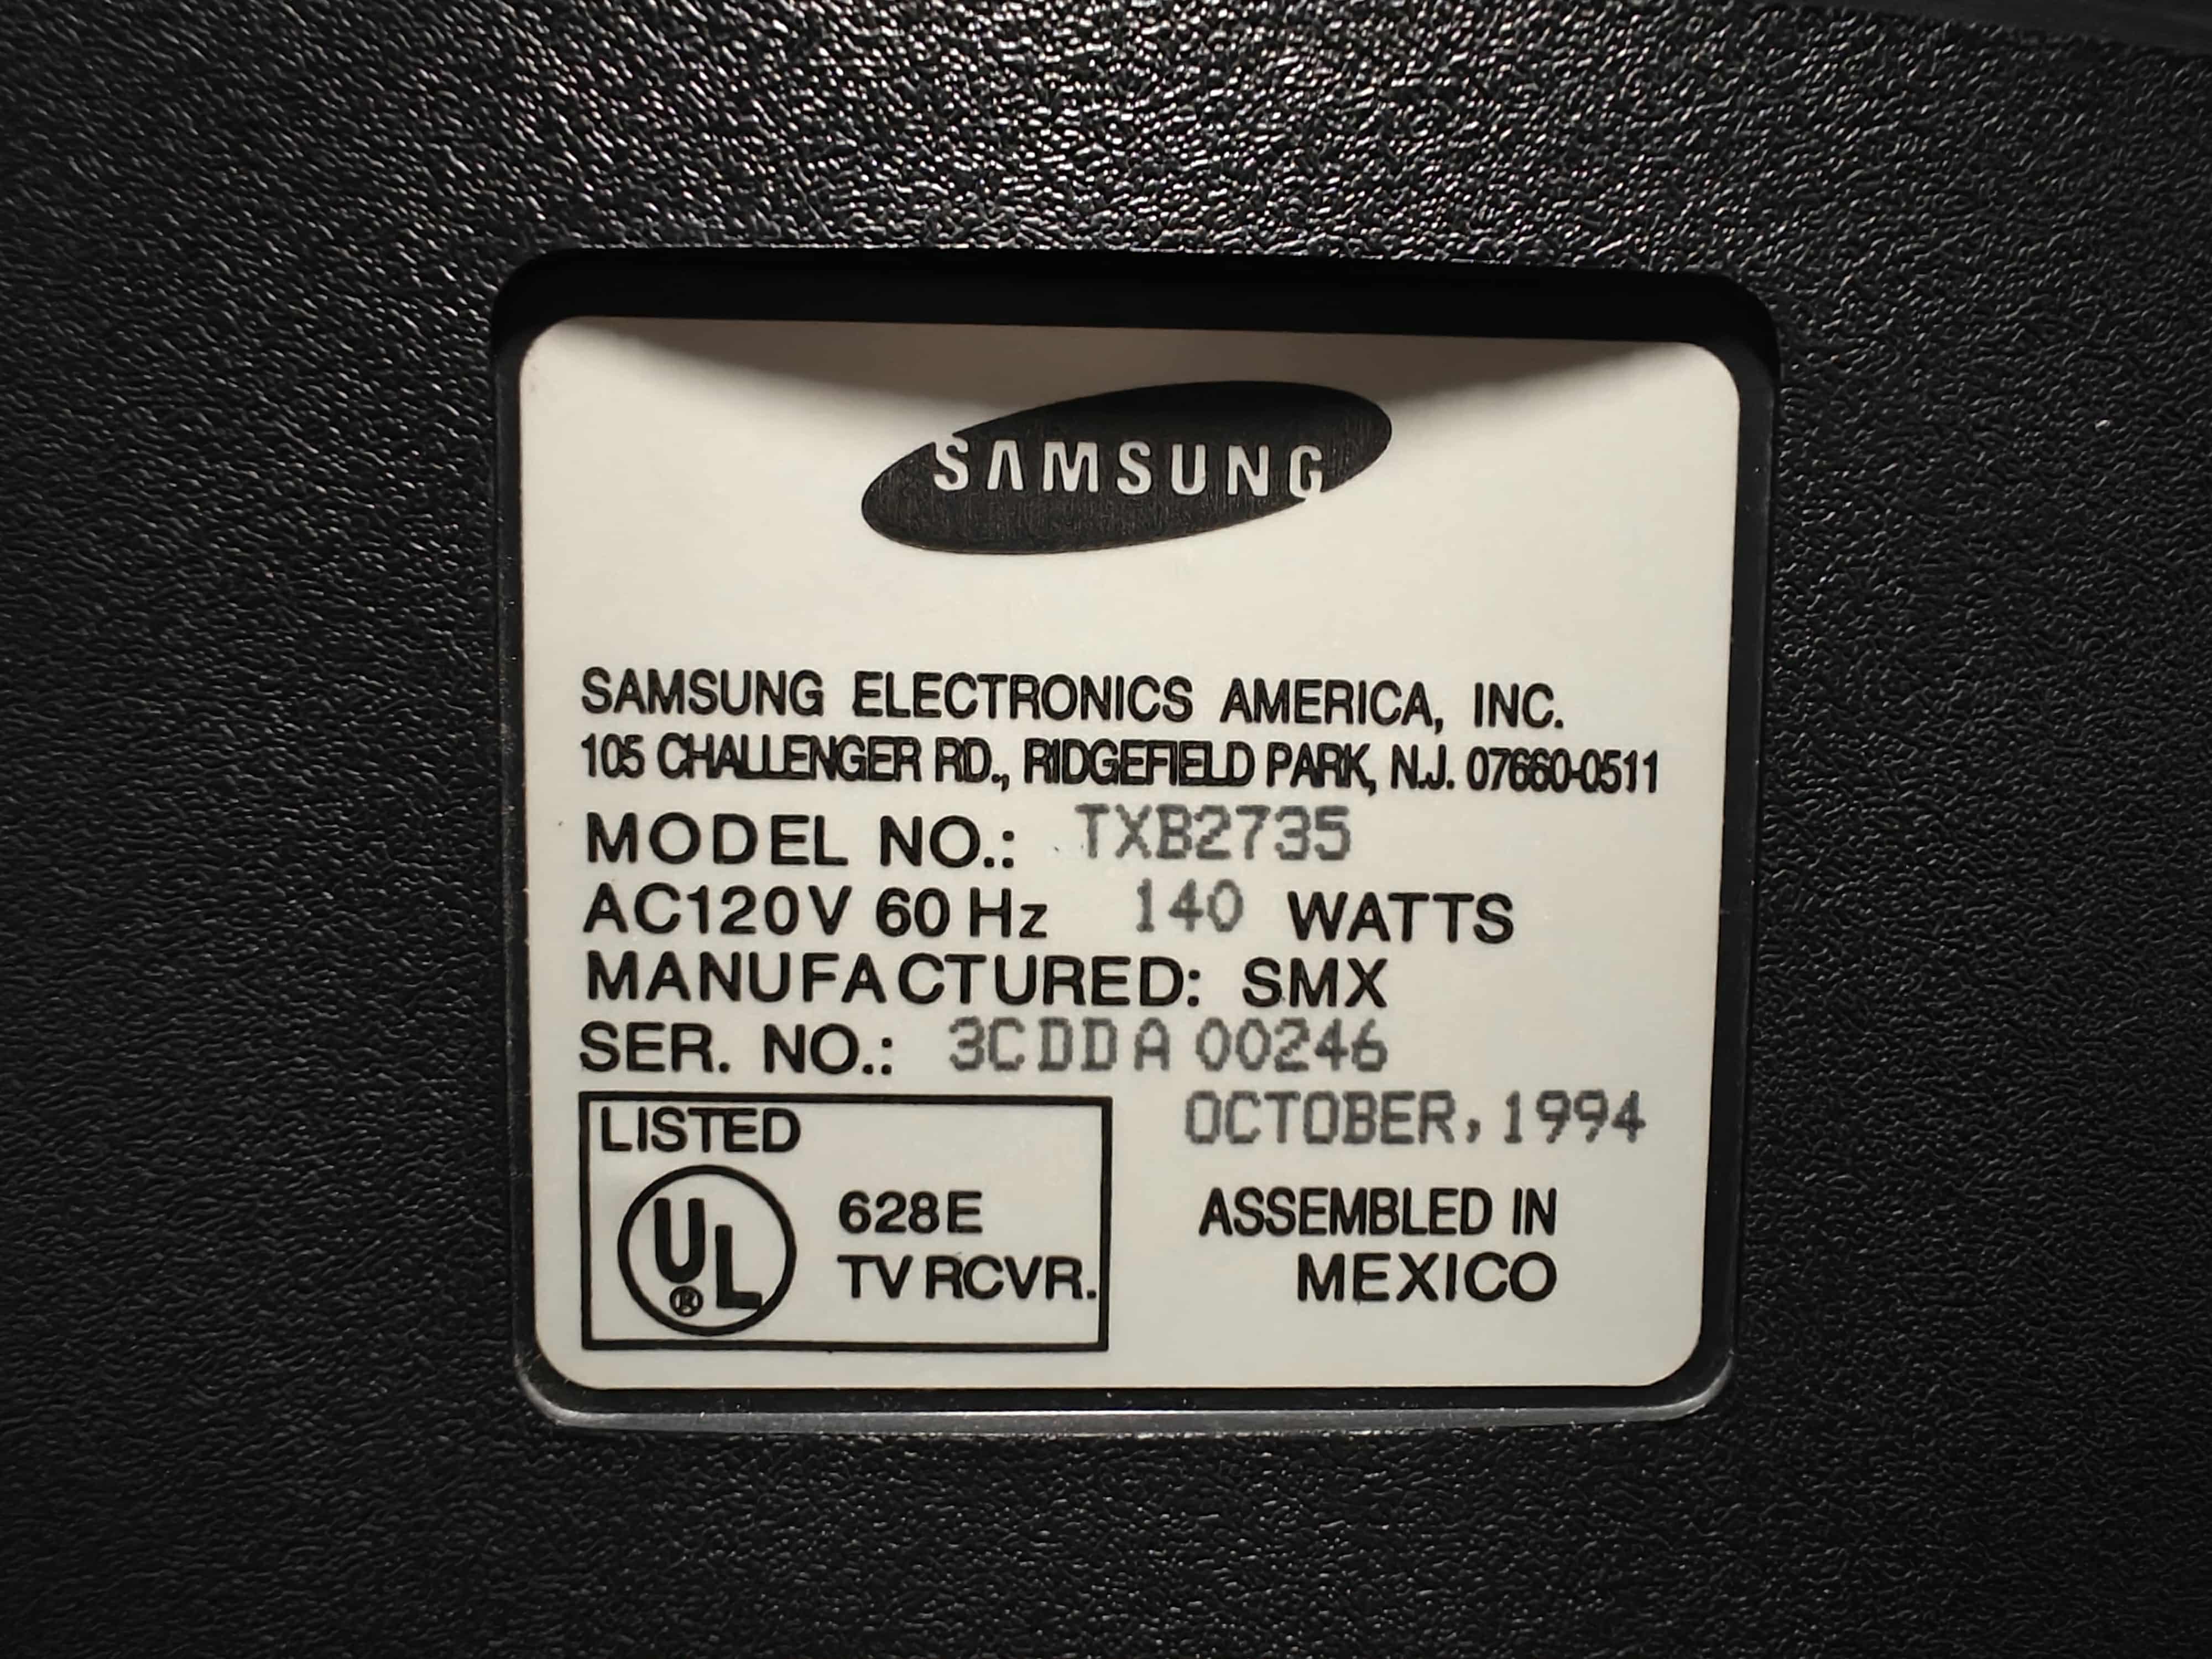 SAMSUNG
SAMSUNG ELECTRONICS AMERICA, INC.
105 CHALLENGER RD., RIDGEFIELD PARK, N.J. 07660-0511
MODEL NO.: TXB2735
AC120V 60 Hz 140 WATTS
MANUFACTURED: SMX
SER. NO.: 3CDDA 00246
OCTOBER, 1994
LISTED
UL ®
628E
TV RCVR.
ASSEMBLED IN
MEXICO